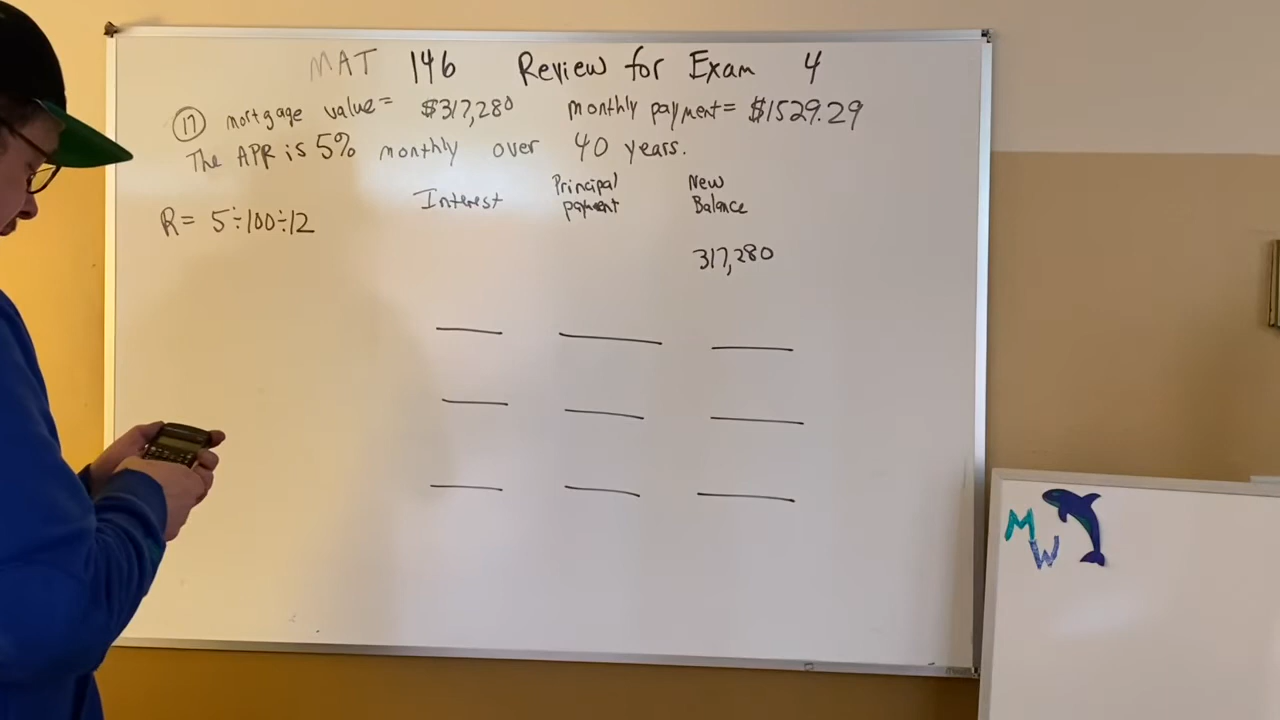 MAT 146 Review for Exam 4
17 mortgage value= $317,280 monthly payment= $1529.29
The APR is 5% monthly over 40 years.
Interest Principal payment New Balance
R= 5÷100÷12
317,280
M
W